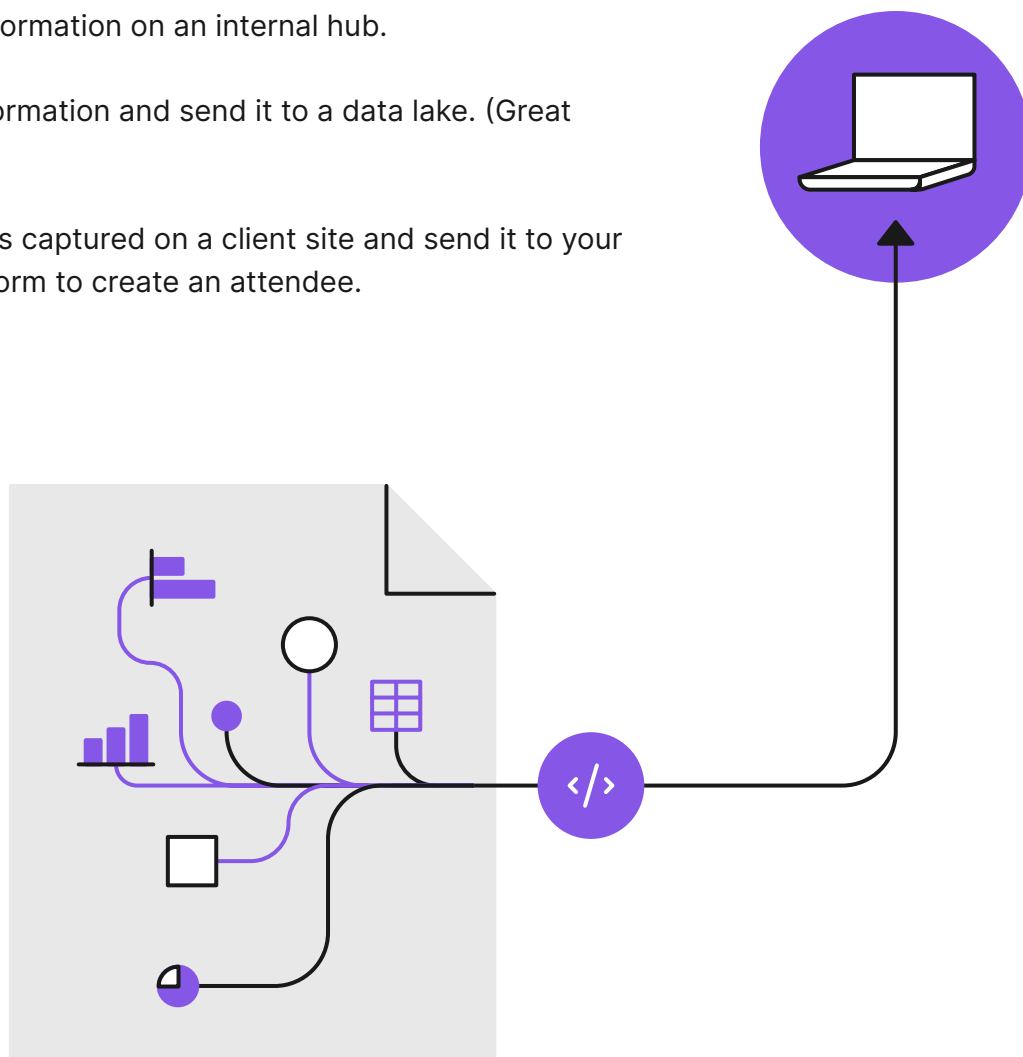 ormation on an internal hub.
ormation and send it to a data lake. (Great
s captured on a client site and send it to your
orm to create an attendee.